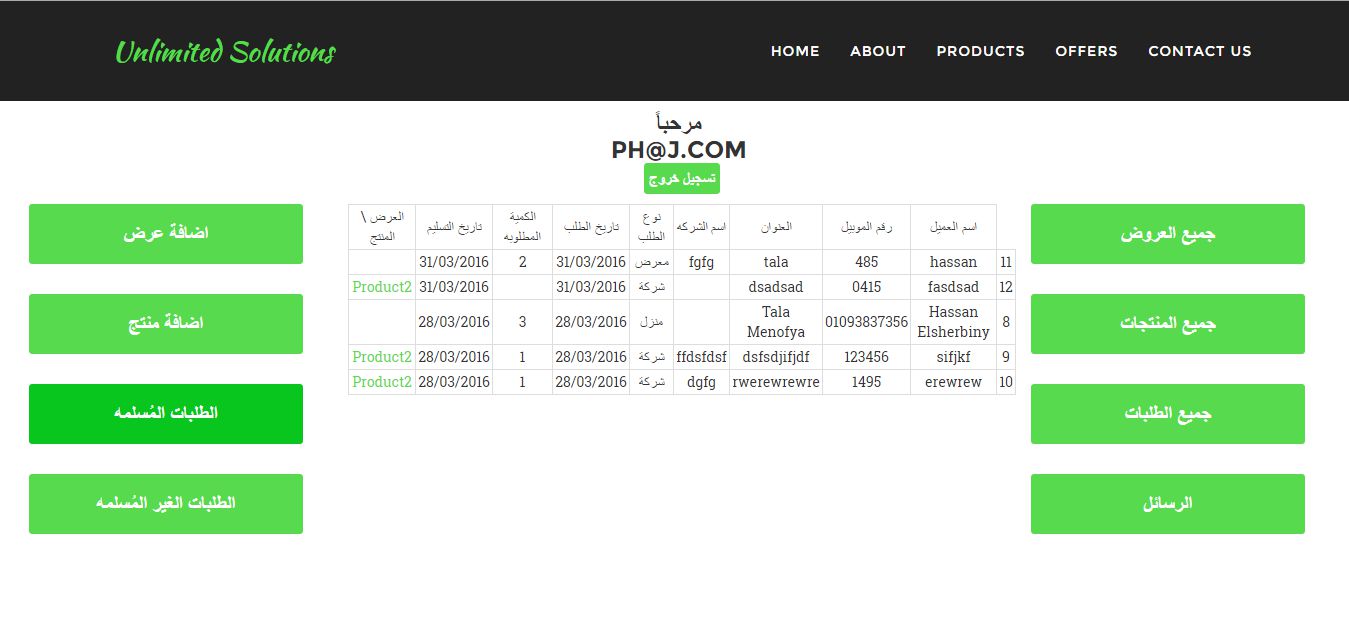 Unlimited Solutions
HOME ABOUT PRODUCTS OFFERS CONTACT US
مرحباً
PH@J.COM
تسجيل خروج
جميع العروض
جميع المنتجات
جميع الطلبات
الرسائل
اسم العميل رقم الموبيل العنوان اسم الشركه نوع الطلب تاريخ الطلب الكمية المطلوبه تاريخ التسليم العرض \ المنتج
11 hassan 485 tala fgfg معرض 31/03/2016 2 31/03/2016
12 fasdsad 0415 dsadsad شركة 31/03/2016 31/03/2016 Product2
8 Hassan Elsherbiny 01093837356 Tala Menofya منزل 28/03/2016 3 28/03/2016
9 sifjkf 123456 dsfsdjifjdf ffdsfdsf شركة 28/03/2016 1 28/03/2016 Product2
10 erewrew 1495 rwerewrewre dgfg شركة 28/03/2016 1 28/03/2016 Product2
اضافة عرض
اضافة منتج
الطلبات المُسلمه
الطلبات الغير المُسلمه